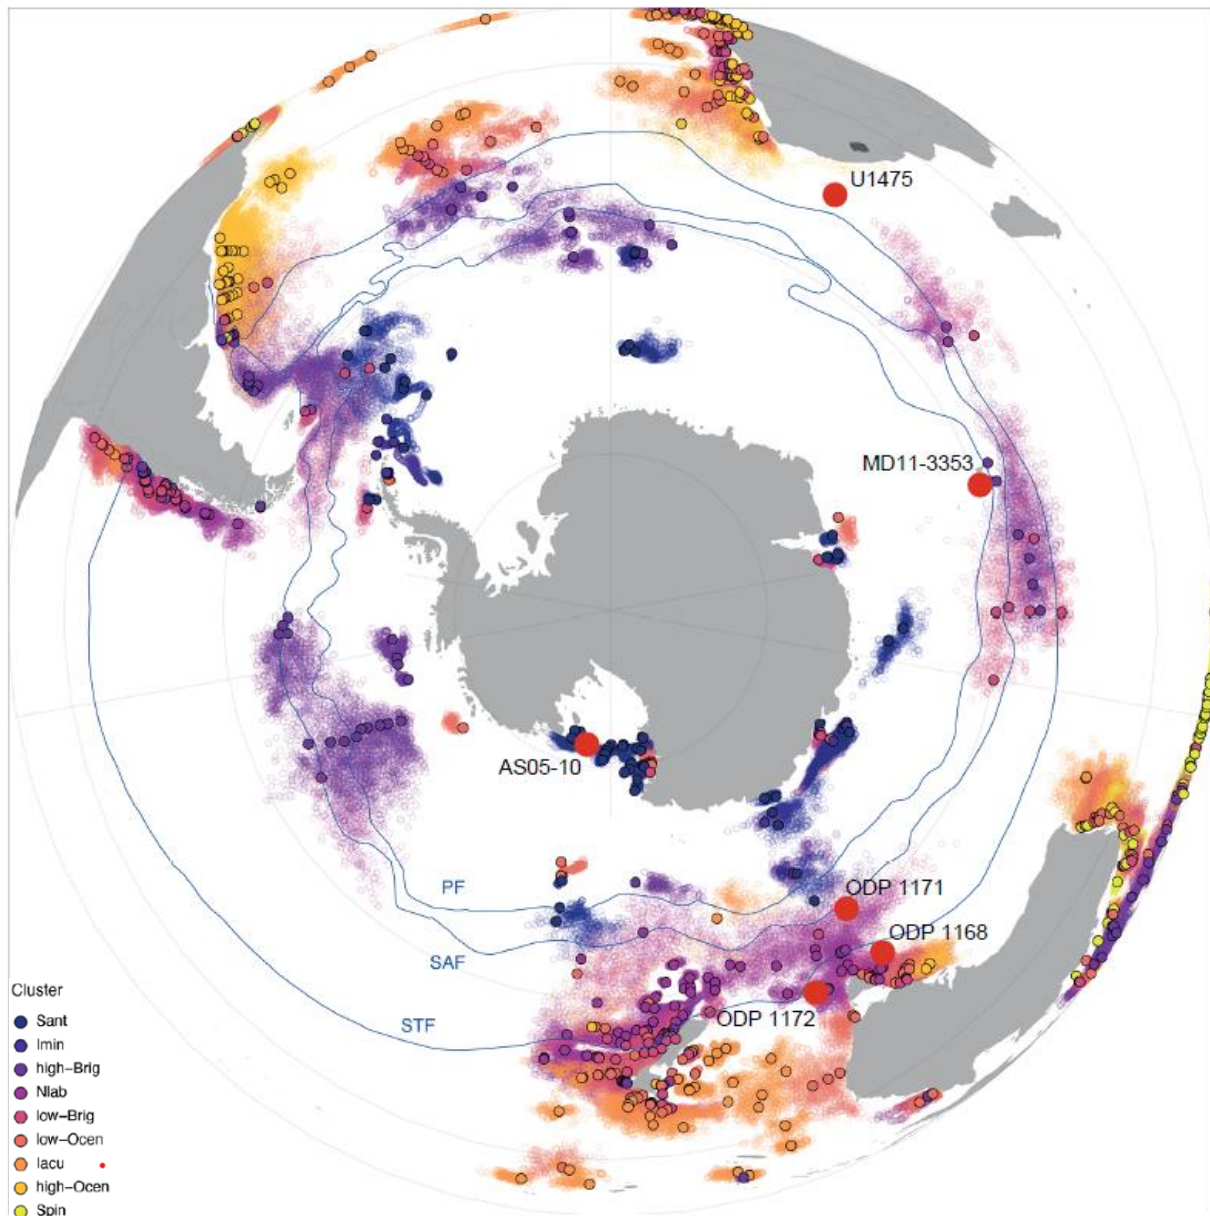 U1475
MD11-3353
AS05-10
ODP 1171
PF
ODP 1168
SAF
Cluster
ODP 1172
STF
Sant
Imin
high-Brig
Nlab
low-Brig
low-Ocen
Iacu
high-Ocen
Spin